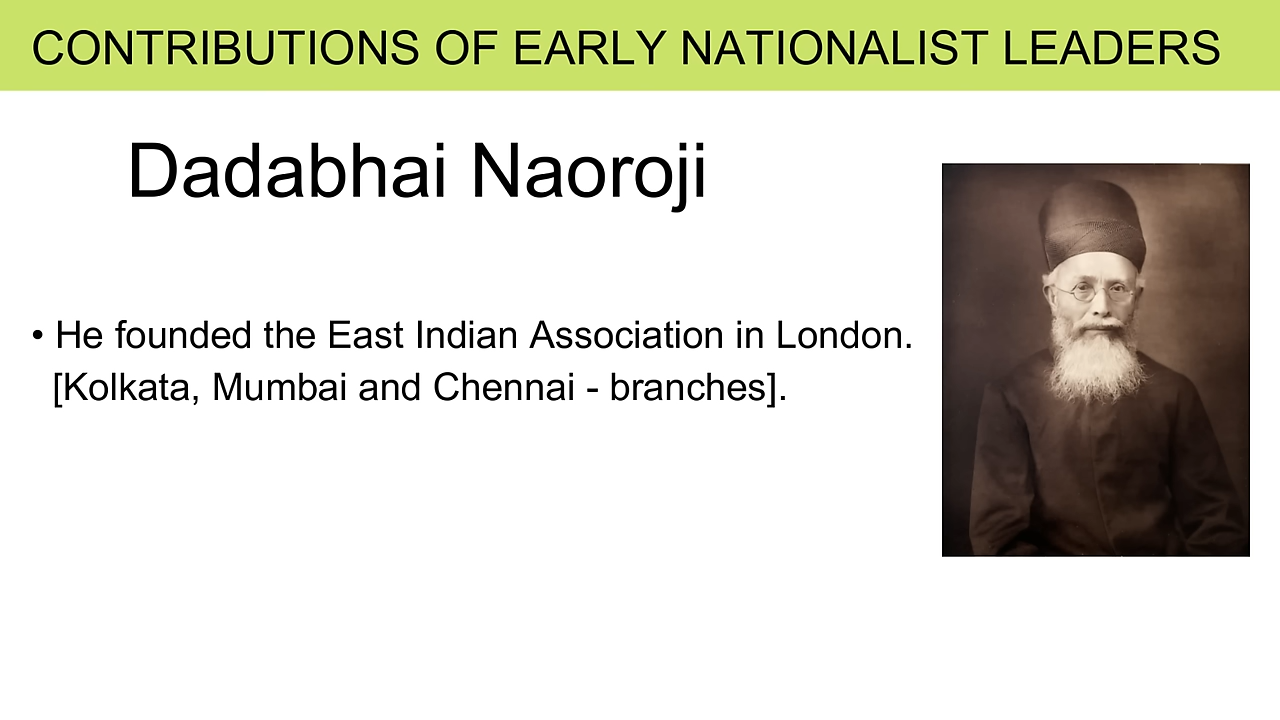 CONTRIBUTIONS OF EARLY NATIONALIST LEADERS
Dadabhai Naoroji
• He founded the East Indian Association in London.
[Kolkata, Mumbai and Chennai - branches].